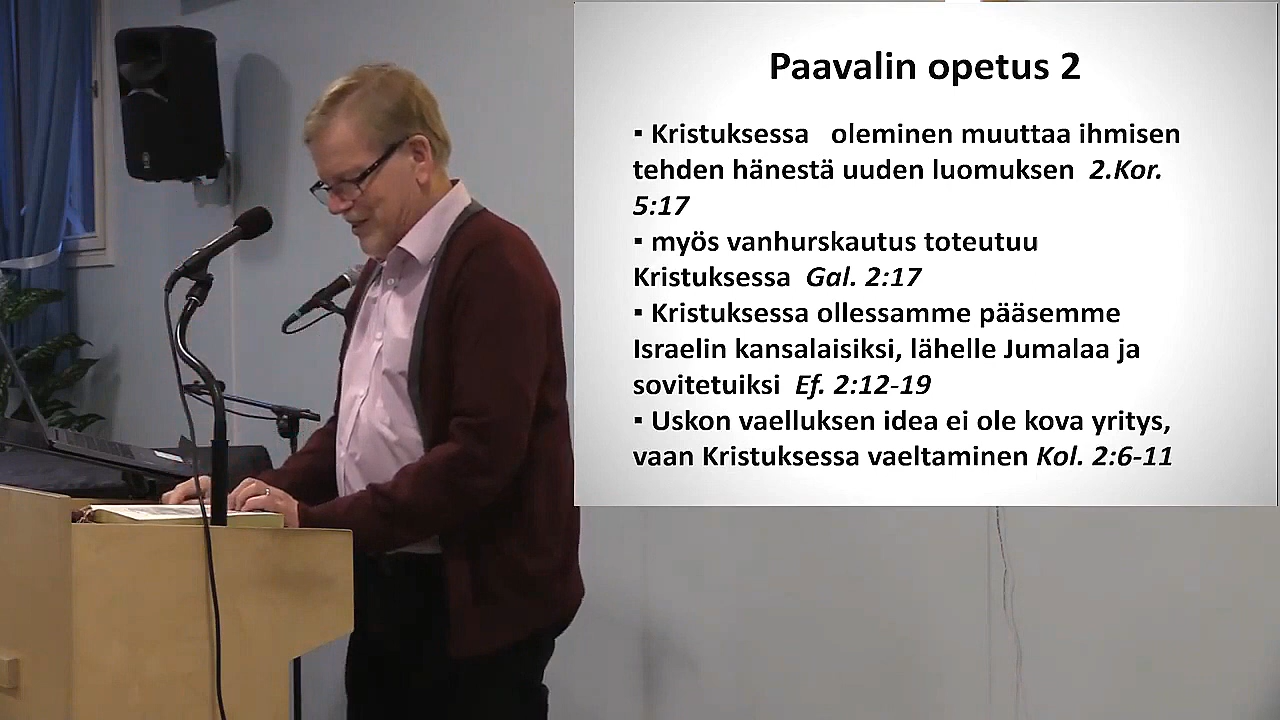 Paavalin opetus 2
▪ Kristuksessa oleminen muuttaa ihmisen
tehden hänestä uuden luomuksen 2.Kor.
5:17
▪ myös vanhurskautus toteutuu
Kristuksessa Gal. 2:17
▪ Kristuksessa ollessamme pääsemme
Israelin kansalaisiksi, lähelle Jumalaa ja
sovitetuiksi Ef. 2:12-19
▪ Uskon vaelluksen idea ei ole kova yritys,
vaan Kristuksessa vaeltaminen Kol. 2:6-11